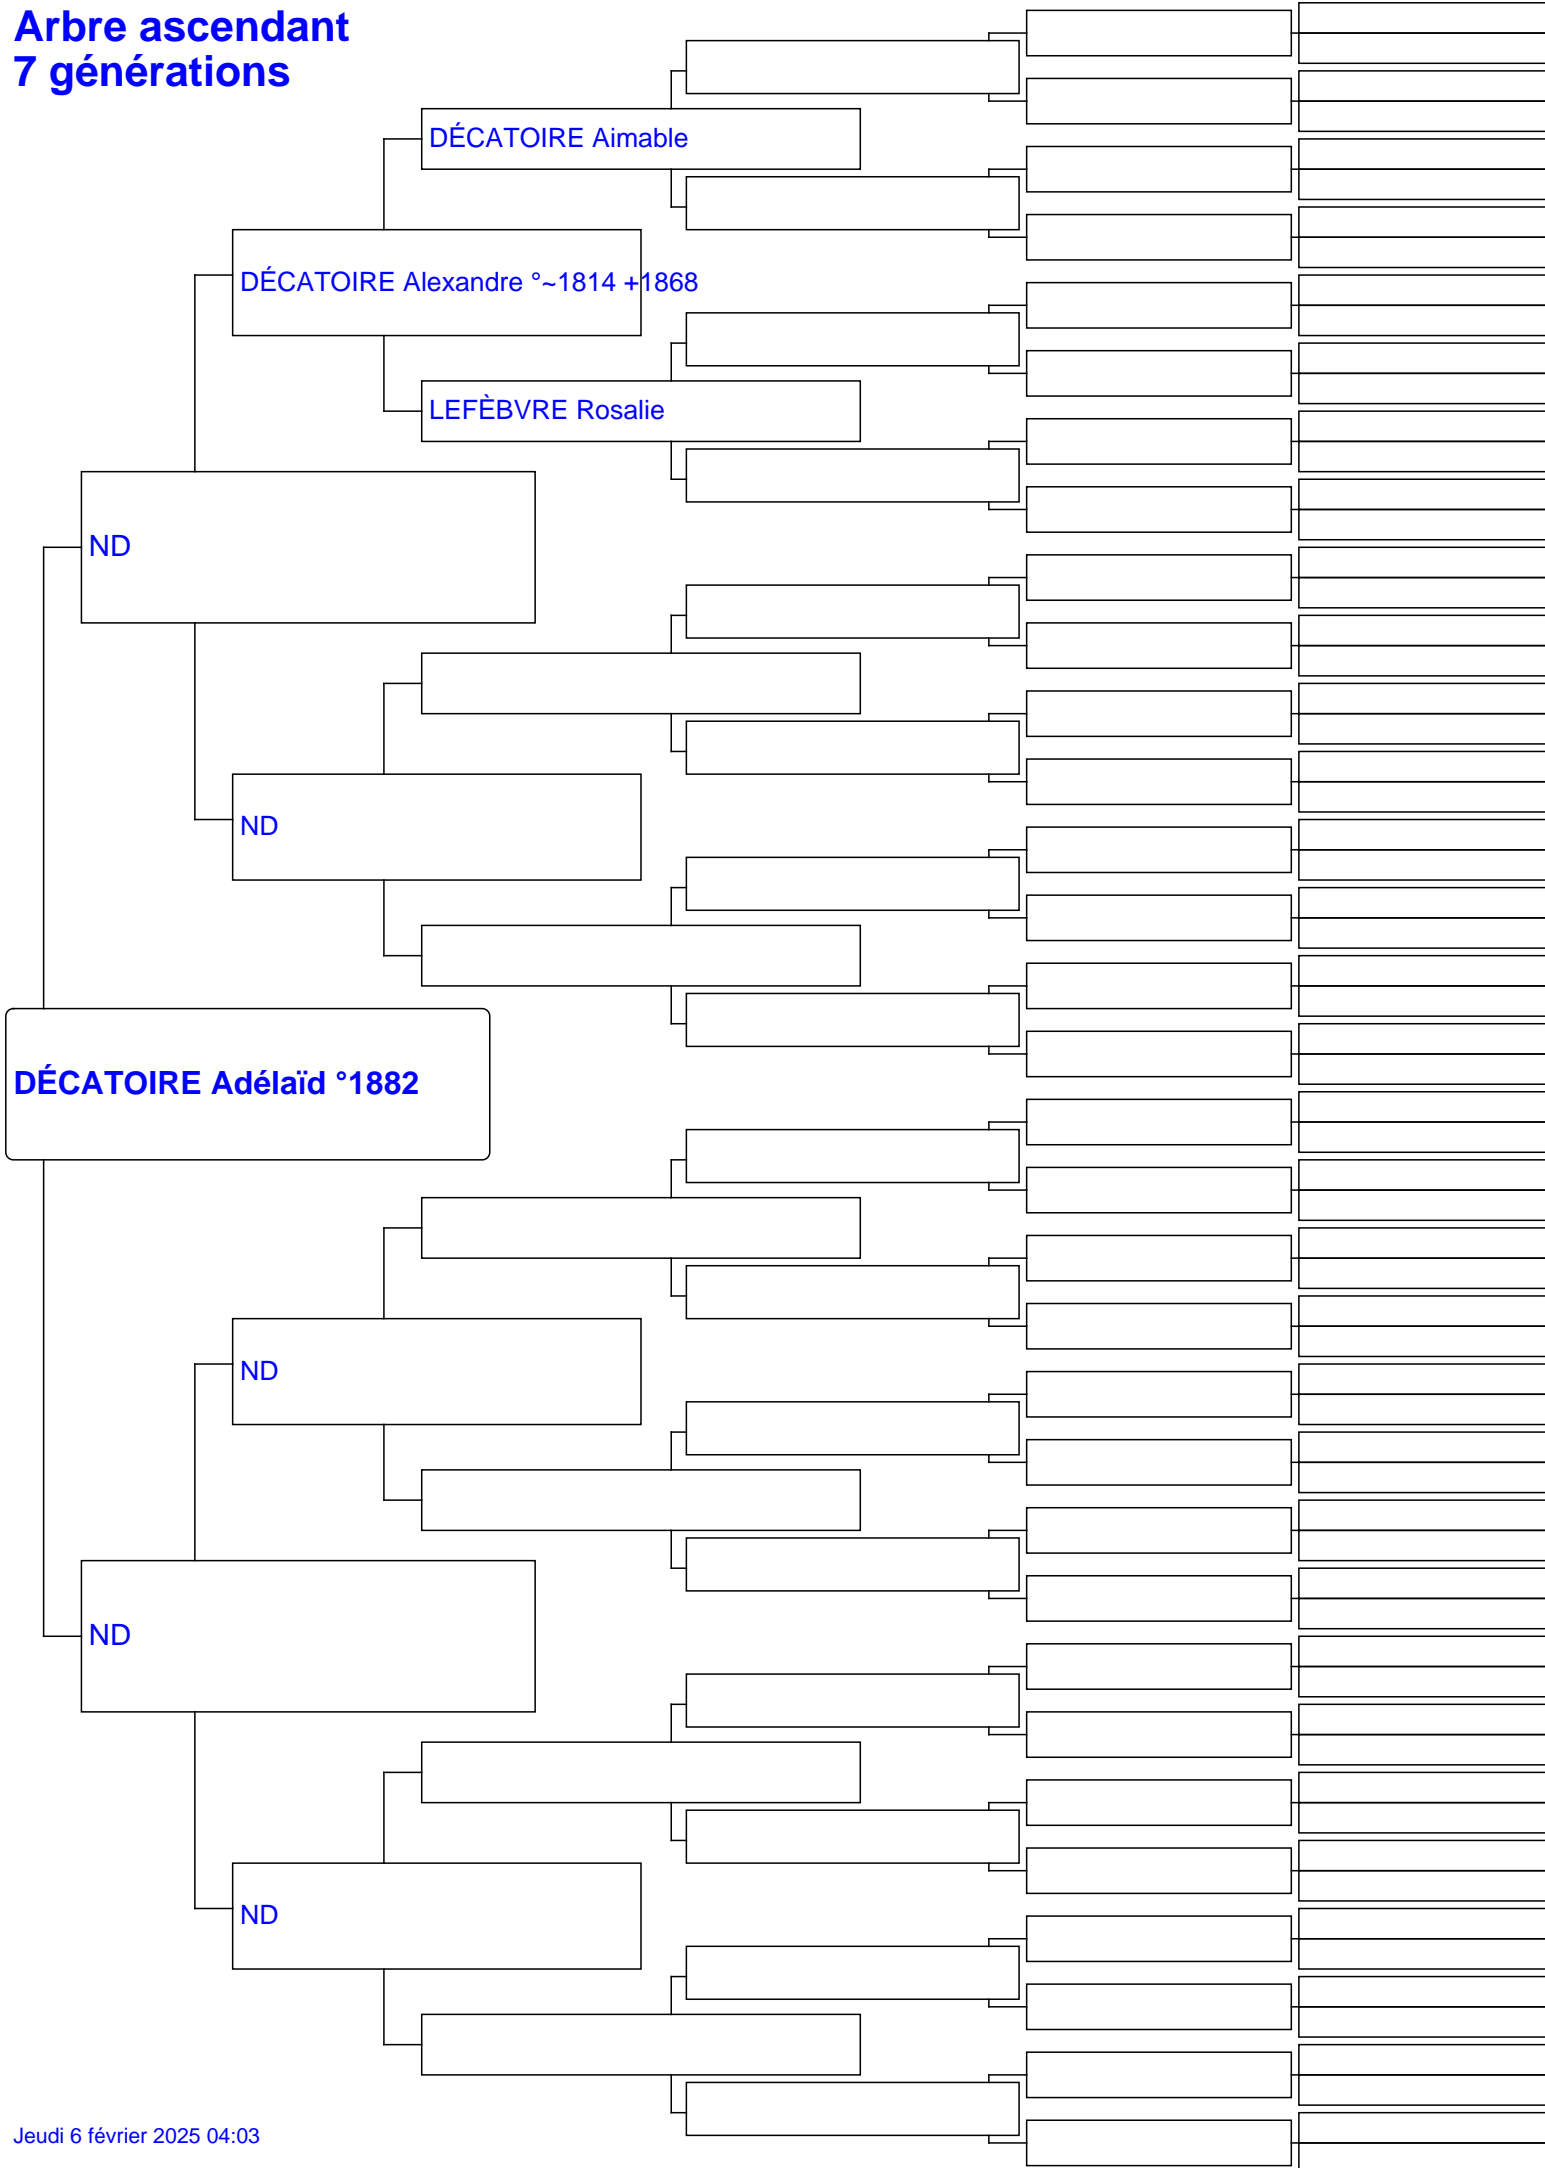 Arbre ascendant
7 générations
DÉCATOIRE Aimable
DÉCATOIRE Alexandre °~1814 +1868
LEFÈBVRE Rosalie
ND
ND
DÉCATOIRE Adélaïd °1882
ND
ND
ND
Jeudi 6 février 2025 04:03